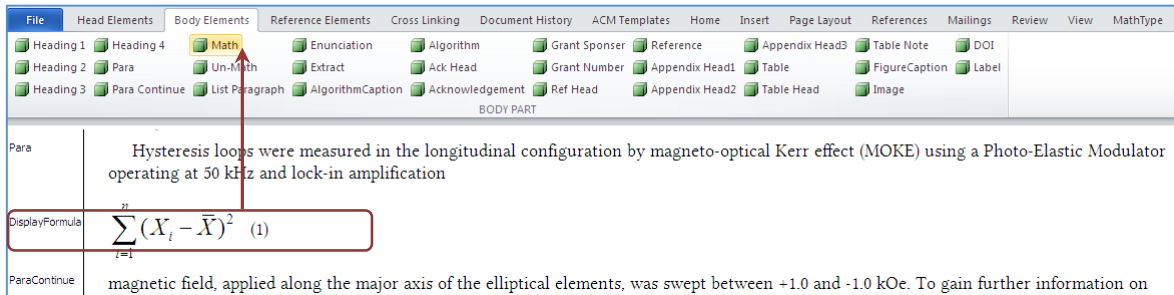 File Head Elements Body Elements Reference Elements Cross Linking Document History ACM Templates Home Insert Page Layout References Mailings Review View MathType
Heading 1 Heading 4 Math Enunciation Algorithm Grant Sponser Reference Appendix Head3 Table Note DOI
Heading 2 Para Un-Math Extract Ack Head Grant Number Appendix Head1 Table FigureCaption Label
Heading 3 Para Continue List Paragraph AlgorithmCaption Acknowledgement Ref Head Appendix Head2 Table Head Image
BODY PART
Para Hysteresis loops were measured in the longitudinal configuration by magneto-optical Kerr effect (MOKE) using a Photo-Elastic Modulator
operating at 50 kHz and lock-in amplification
DisplayFormula ∑_{i=1}^{n} (X_i − X̄)² (1)
ParaContinue magnetic field, applied along the major axis of the elliptical elements, was swept between +1.0 and -1.0 kOe. To gain further information on